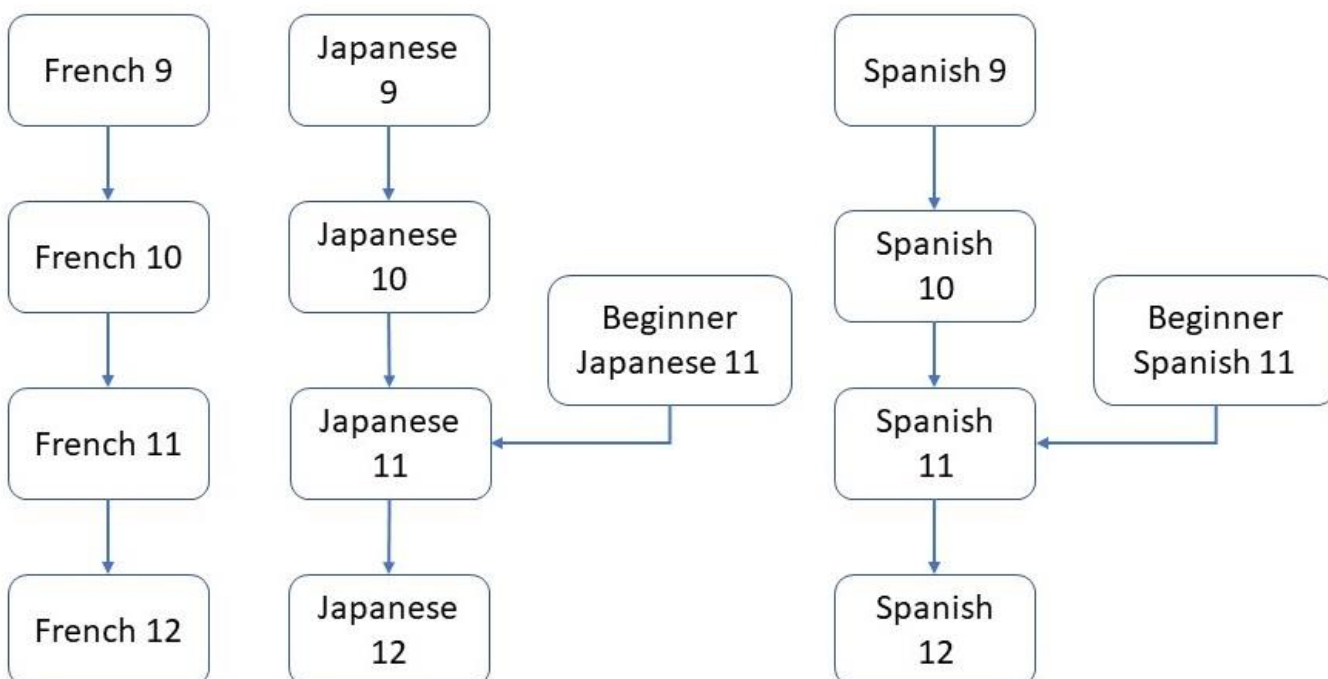 French 9
Japanese
9
Spanish 9
French 10
Japanese
10
Spanish
10
Beginner
Japanese 11
Beginner
Spanish 11
French 11
Japanese
11
Spanish
11
French 12
Japanese
12
Spanish
12